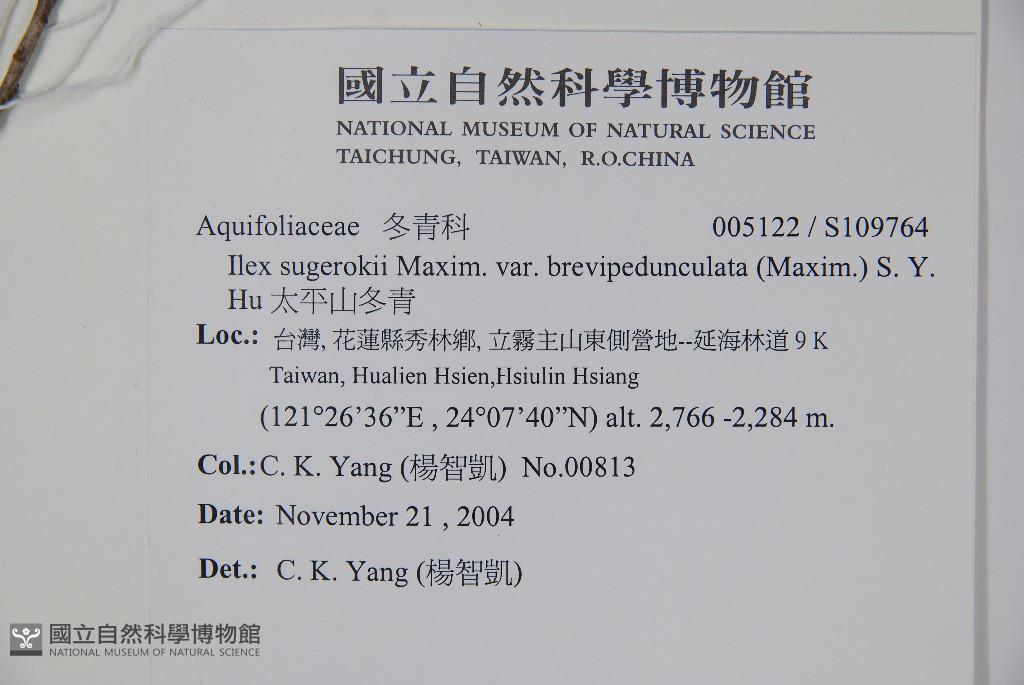 國立自然科學博物館
NATIONAL MUSEUM OF NATURAL SCIENCE
TAICHUNG, TAIWAN, R.O.CHINA
Aquifoliaceae 冬青科 005122 / S109764
Ilex sugerokii Maxim. var. brevipedunculata (Maxim.) S. Y.
Hu 太平山冬青
Loc.: 台灣, 花蓮縣秀林鄉, 立霧主山東側營地--延海林道 9 K
Taiwan, Hualien Hsien,Hsiulin Hsiang
(121°26’36”E , 24°07’40”N) alt. 2,766 -2,284 m.
Col.: C. K. Yang (楊智凱) No.00813
Date: November 21 , 2004
Det.: C. K. Yang (楊智凱)
國立自然科學博物館
NATIONAL MUSEUM OF NATURAL SCIENCE